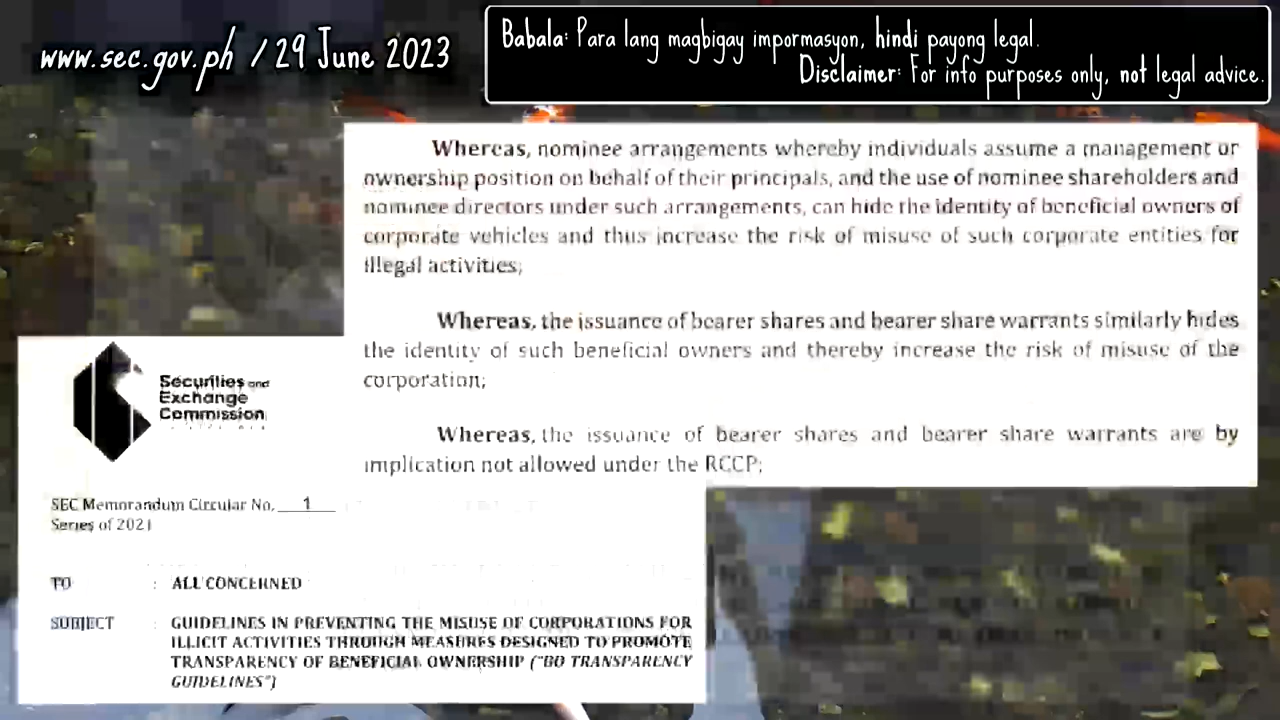 www.sec.gov.ph / 29 June 2023
Babala: Para lang magbigay impormasyon, hindi payong legal.
Disclaimer: For info purposes only, not legal advice.
Whereas, nominee arrangements whereby individuals assume a management or
ownership position on behalf of their principals, and the use of nominee shareholders and
nominee directors under such arrangements, can hide the identity of beneficial owners of
corporate vehicles and thus increase the risk of misuse of such corporate entities for
illegal activities;
Whereas, the issuance of bearer shares and bearer share warrants similarly hides
the identity of such beneficial owners and thereby increase the risk of misuse of the
corporation;
Whereas, the issuance of bearer shares and bearer share warrants are by
implication not allowed under the RCCP;
Securities and
Exchange
Commission
SEC Memorandum Circular No. 1
Series of 2021
TO : ALL CONCERNED
SUBJECT : GUIDELINES IN PREVENTING THE MISUSE OF CORPORATIONS FOR
ILLICIT ACTIVITIES THROUGH MEASURES DESIGNED TO PROMOTE
TRANSPARENCY OF BENEFICIAL OWNERSHIP ("BO TRANSPARENCY
GUIDELINES")